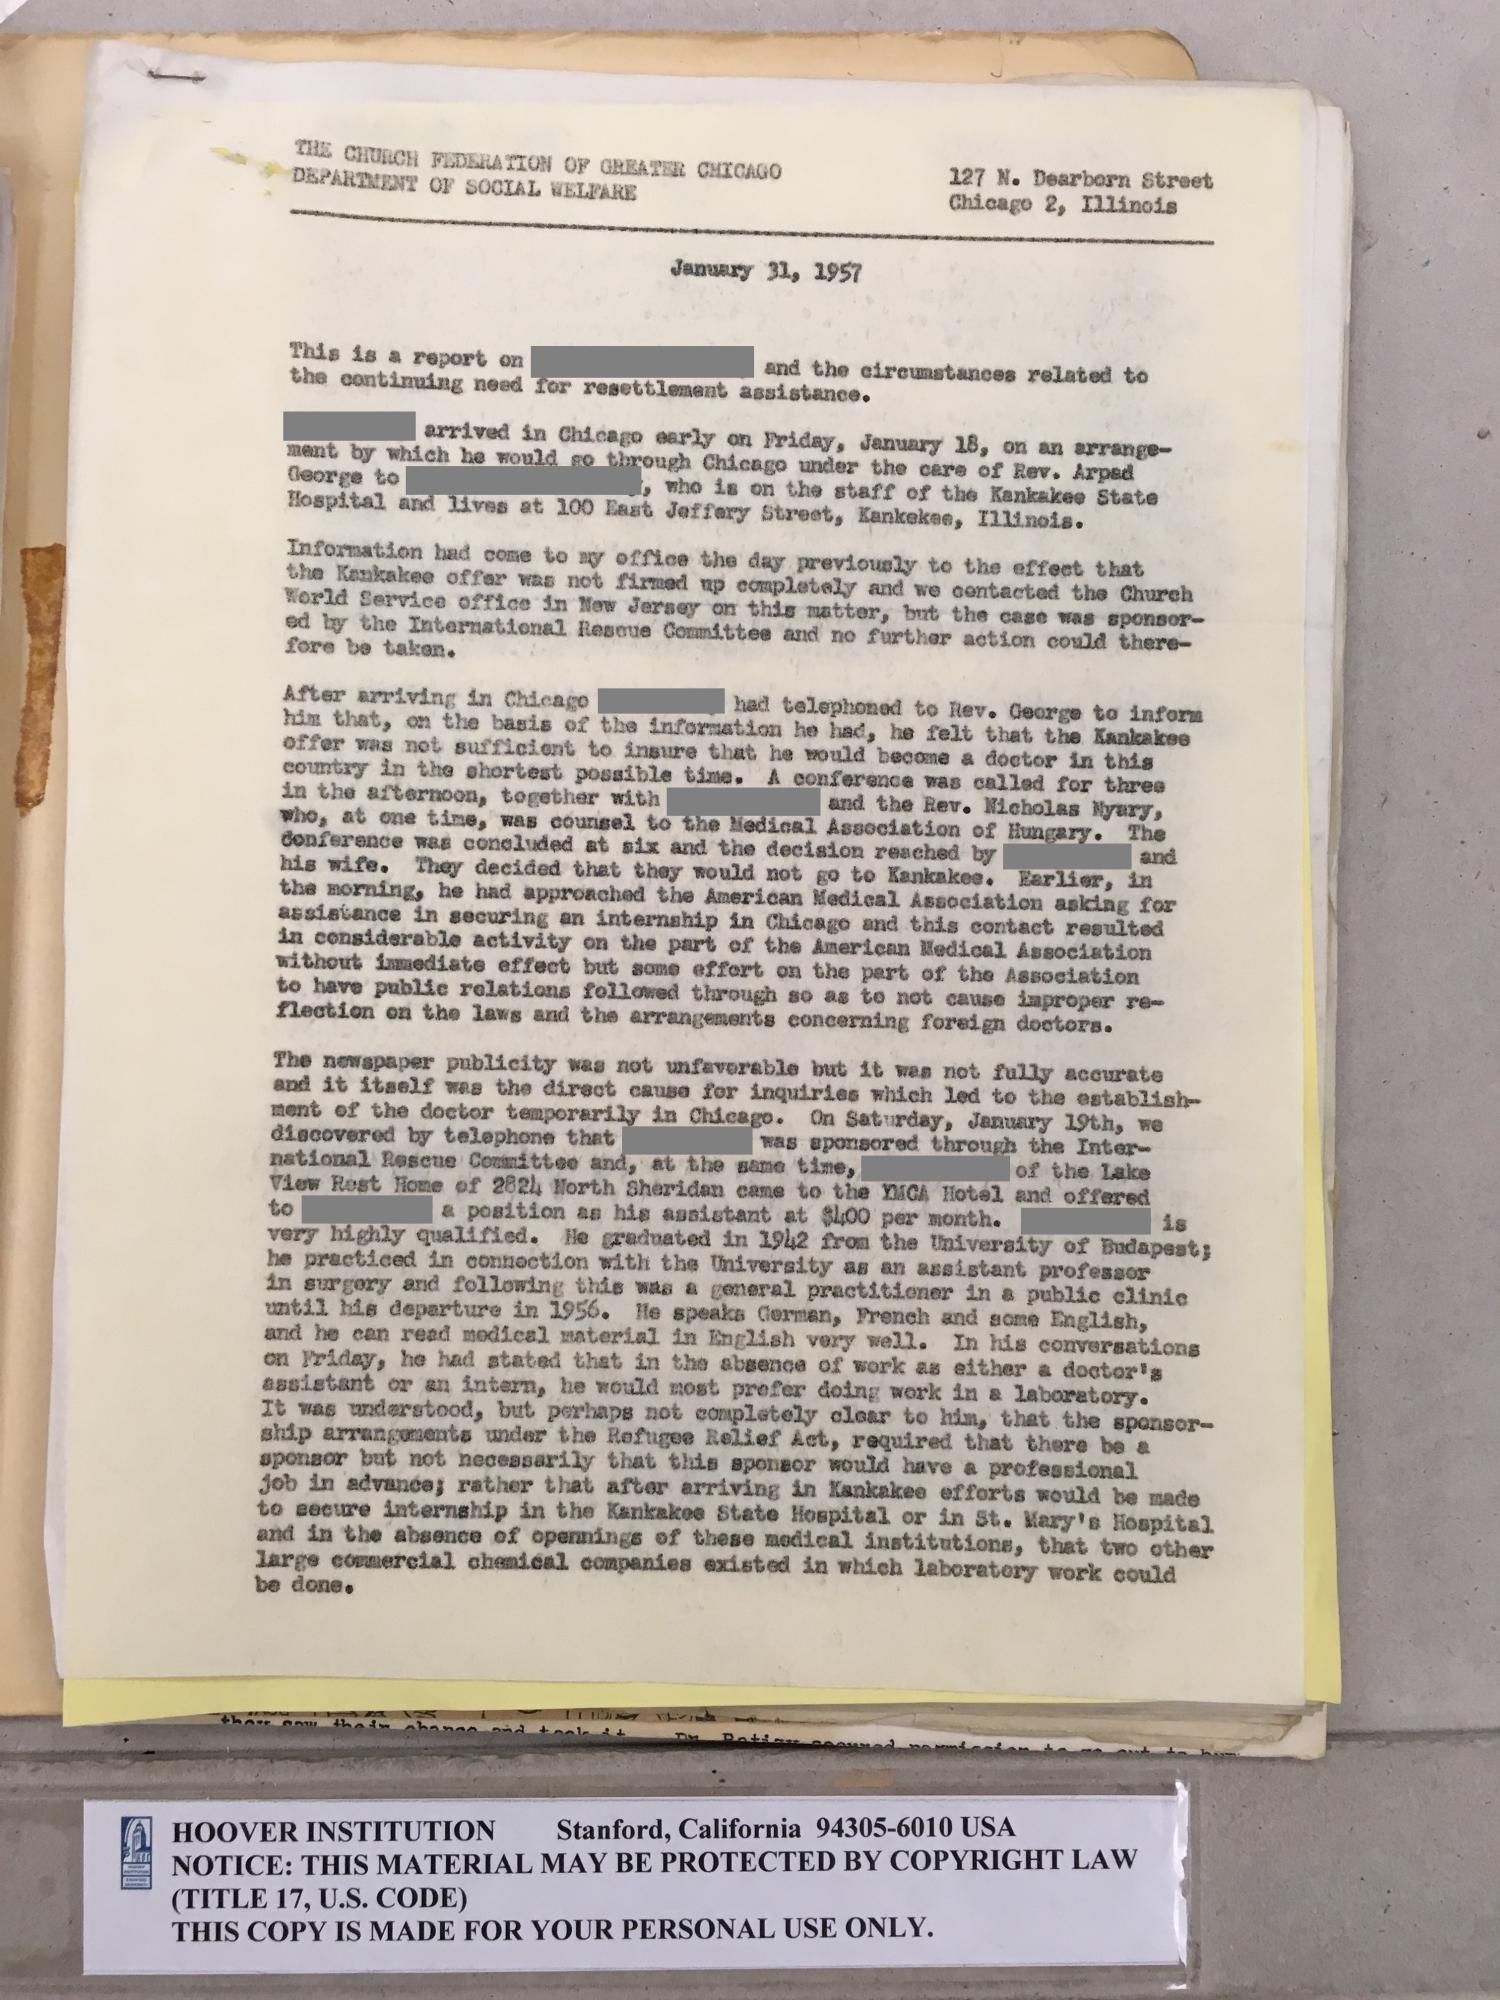 THE CHURCH FEDERATION OF GREATER CHICAGO
DEPARTMENT OF SOCIAL WELFARE
127 N. Dearborn Street
Chicago 2, Illinois
January 31, 1957
This is a report on and the circumstances related to
the continuing need for resettlement assistance.
arrived in Chicago early on Friday, January 18, on an arrange-
ment by which he would go through Chicago under the care of Rev. Arpad
George to , who is on the staff of the Kankakee State
Hospital and lives at 100 East Jeffery Street, Kankekee, Illinois.
Information had come to my office the day previously to the effect that
the Kankakee offer was not firmed up completely and we contacted the Church
World Service office in New Jersey on this matter, but the case was sponsor-
ed by the International Rescue Committee and no further action could there-
fore be taken.
After arriving in Chicago had telephoned to Rev. George to inform
him that, on the basis of the information he had, he felt that the Kankakee
offer was not sufficient to insure that he would become a doctor in this
country in the shortest possible time. A conference was called for three
in the afternoon, together with and the Rev. Nicholas Nyary,
who, at one time, was counsel to the Medical Association of Hungary. The
conference was concluded at six and the decision reached by and
his wife. They decided that they would not go to Kankakee. Earlier, in
the morning, he had approached the American Medical Association asking for
assistance in securing an internship in Chicago and this contact resulted
in considerable activity on the part of the American Medical Association
without immediate effect but some effort on the part of the Association
to have public relations followed through so as to not cause improper re-
flection on the laws and the arrangements concerning foreign doctors.
The newspaper publicity was not unfavorable but it was not fully accurate
and it itself was the direct cause for inquiries which led to the establish-
ment of the doctor temporarily in Chicago. On Saturday, January 19th, we
discovered by telephone that was sponsored through the Inter-
national Rescue Committee and, at the same time, of the Lake
View Rest Home of 2824 North Sheridan came to the YMCA Hotel and offered
to a position as his assistant at $400 per month. is
very highly qualified. He graduated in 1942 from the University of Budapest;
he practiced in connection with the University as an assistant professor
in surgery and following this was a general practitioner in a public clinic
until his departure in 1956. He speaks German, French and some English,
and he can read medical material in English very well. In his conversations
on Friday, he had stated that in the absence of work as either a doctor's
assistant or an intern, he would most prefer doing work in a laboratory.
It was understood, but perhaps not completely clear to him, that the sponsor-
ship arrangements under the Refugee Relief Act, required that there be a
sponsor but not necessarily that this sponsor would have a professional
job in advance; rather that after arriving in Kankakee efforts would be made
to secure internship in the Kankakee State Hospital or in St. Mary's Hospital
and in the absence of opennings of these medical institutions, that two other
large commercial chemical companies existed in which laboratory work could
be done.
they saw their chance and took it.
HOOVER INSTITUTION Stanford, California 94305-6010 USA
NOTICE: THIS MATERIAL MAY BE PROTECTED BY COPYRIGHT LAW
(TITLE 17, U.S. CODE)
THIS COPY IS MADE FOR YOUR PERSONAL USE ONLY.